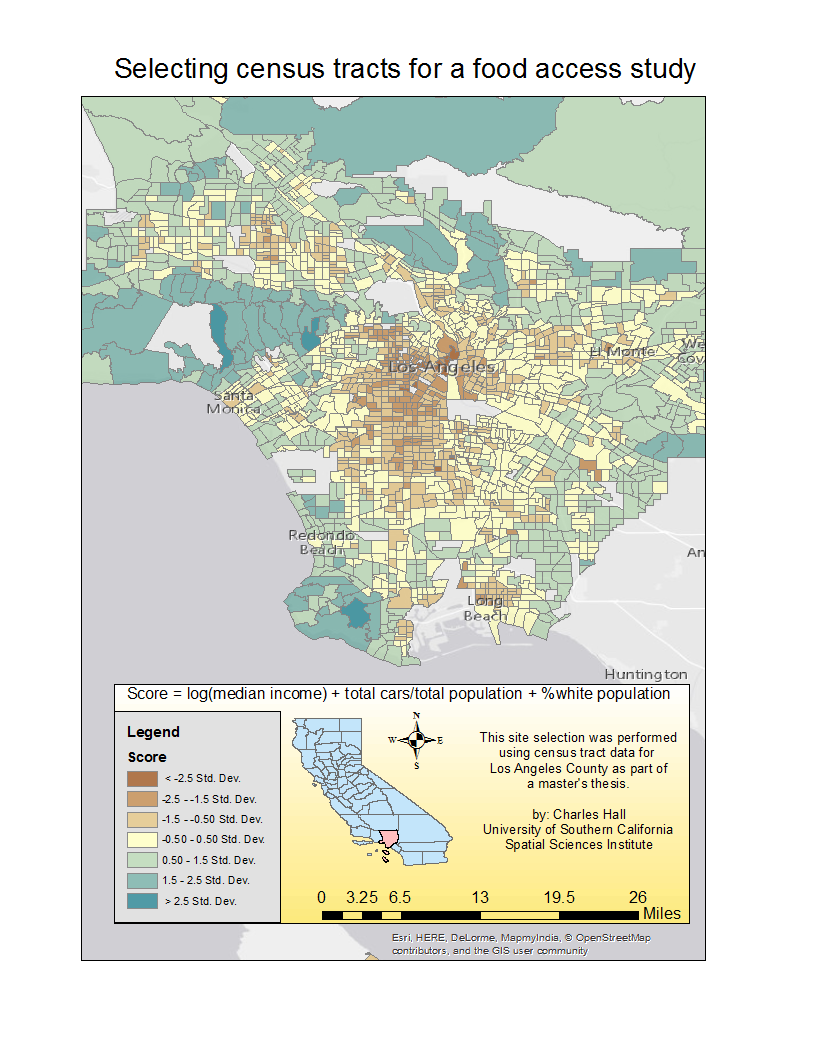 Selecting census tracts for a food access study
El Monte
We
Cov
Los Angeles
Santa
Monica
Redondo
Beach
An
Long
Beach
Huntington
Score = log(median income) + total cars/total population + %white population
Legend
Score
< -2.5 Std. Dev.
-2.5 - -1.5 Std. Dev.
-1.5 - -0.50 Std. Dev.
-0.50 - 0.50 Std. Dev.
0.50 - 1.5 Std. Dev.
1.5 - 2.5 Std. Dev.
> 2.5 Std. Dev.
N
W E
S
This site selection was performed
using census tract data for
Los Angeles County as part of
a master's thesis.
by: Charles Hall
University of Southern California
Spatial Sciences Institute
0 3.25 6.5 13 19.5 26
Miles
Esri, HERE, DeLorme, MapmyIndia, © OpenStreetMap
contributors, and the GIS user community